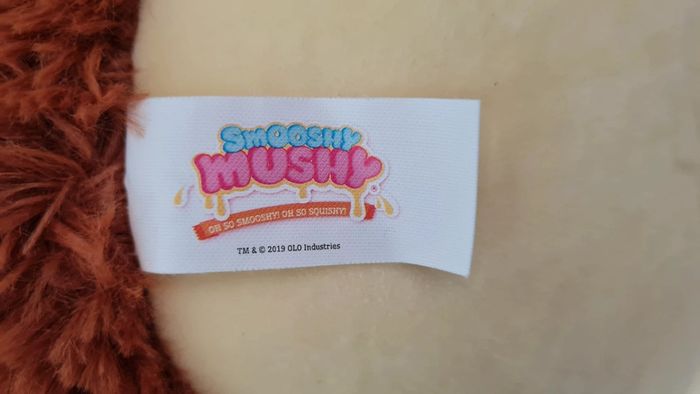 SMOOSHY
MUSHY
OH SO SMOOSHY! OH SO SQUISHY!
TM & © 2019 OLO Industries